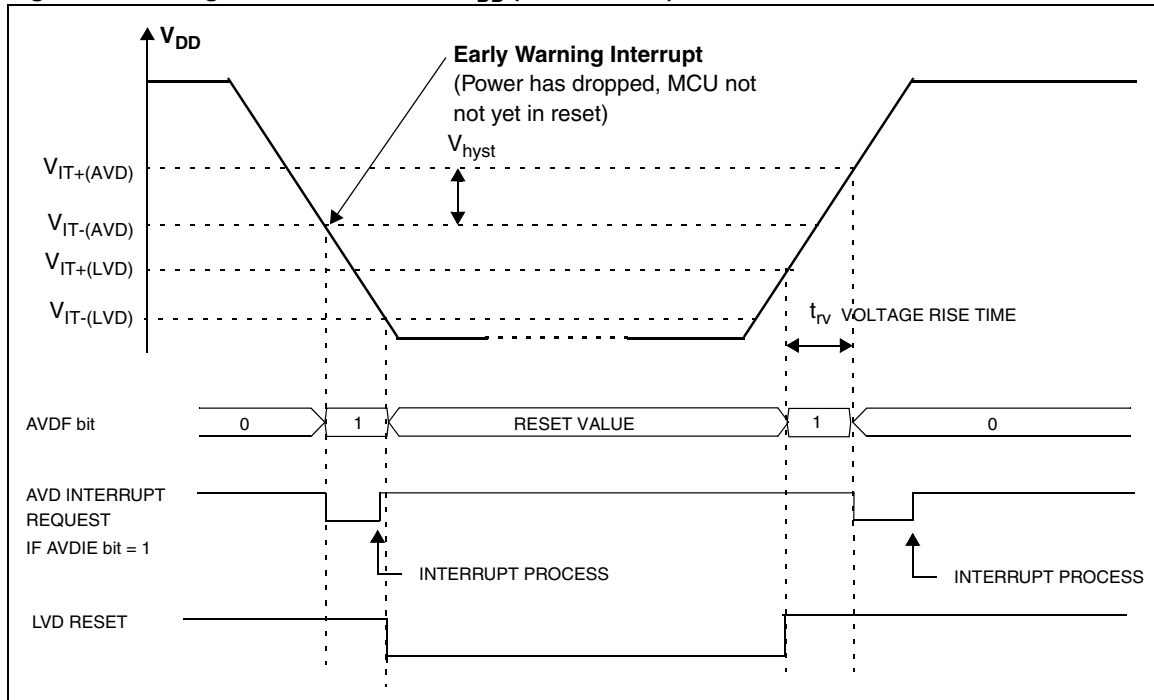 V_DD
Early Warning Interrupt
(Power has dropped, MCU not
not yet in reset)
V_hyst
V_IT+(AVD)
V_IT-(AVD)
V_IT+(LVD)
V_IT-(LVD)
t_rv VOLTAGE RISE TIME
AVDF bit
0
1
RESET VALUE
1
0
AVD INTERRUPT
REQUEST
IF AVDIE bit = 1
INTERRUPT PROCESS
INTERRUPT PROCESS
LVD RESET